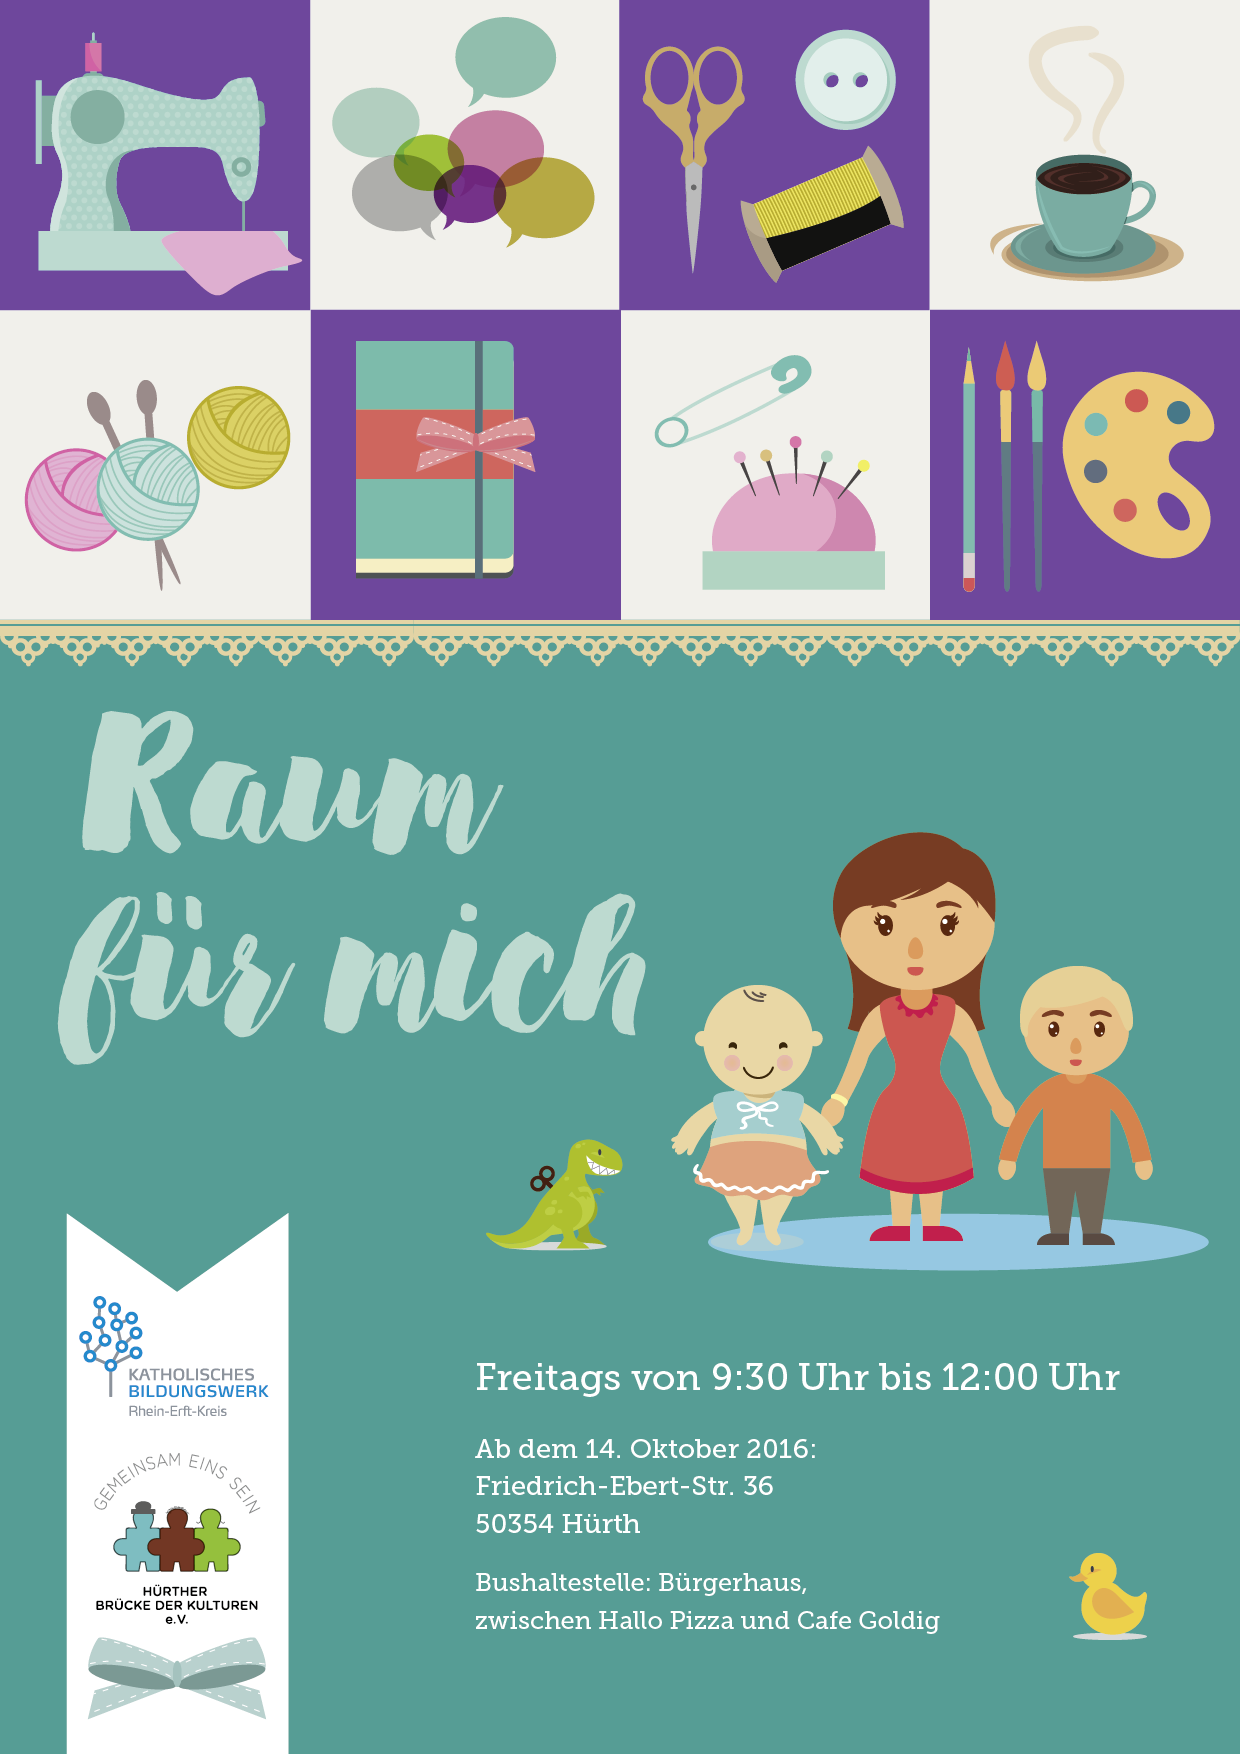 Raum
für mich
Freitags von 9:30 Uhr bis 12:00 Uhr
Ab dem 14. Oktober 2016:
Friedrich-Ebert-Str. 36
50354 Hürth
Bushaltestelle: Bürgerhaus,
zwischen Hallo Pizza und Cafe Goldig
KATHOLISCHES
BILDUNGSWERK
Rhein-Erft-Kreis
GEMEINSAM EINS SEIN
HÜRTHER
BRÜCKE DER KULTUREN
e.V.